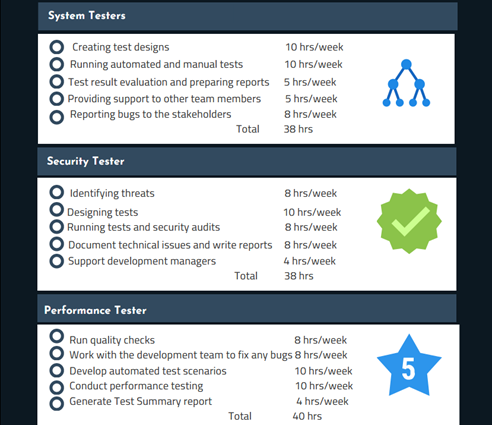 System Testers
Creating test designs 10 hrs/week
Running automated and manual tests 10 hrs/week
Test result evaluation and preparing reports 5 hrs/week
Providing support to other team members 5 hrs/week
Reporting bugs to the stakeholders 8 hrs/week
Total 38 hrs
Security Tester
Identifying threats 8 hrs/week
Designing tests 10 hrs/week
Running tests and security audits 8 hrs/week
Document technical issues and write reports 8 hrs/week
Support development managers 4 hrs/week
Total 38 hrs
Performance Tester
Run quality checks 8 hrs/week
Work with the development team to fix any bugs 8 hrs/week
Develop automated test scenarios 10 hrs/week
Conduct performance testing 10 hrs/week
Generate Test Summary report 4 hrs/week
Total 40 hrs
5